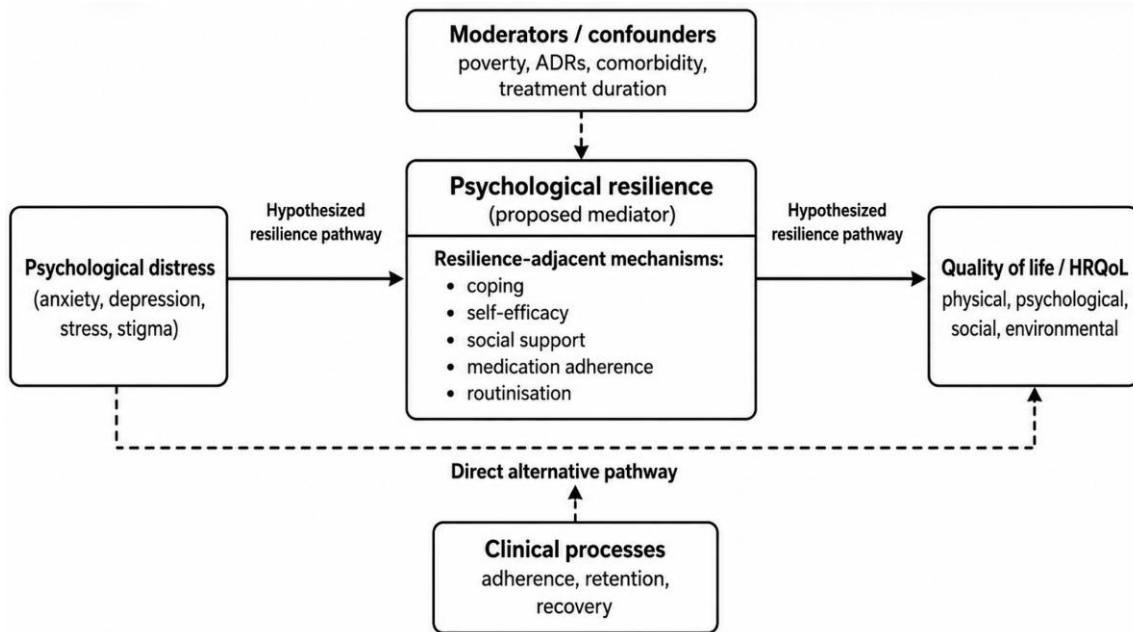 Moderators / confounders
poverty, ADRs, comorbidity,
treatment duration
Psychological resilience
(proposed mediator)
Hypothesized
resilience pathway
Hypothesized
resilience pathway
Psychological distress
(anxiety, depression,
stress, stigma)
Resilience-adjacent mechanisms:
• coping
• self-efficacy
• social support
• medication adherence
• routinisation
Quality of life / HRQoL
physical, psychological,
social, environmental
Direct alternative pathway
Clinical processes
adherence, retention,
recovery